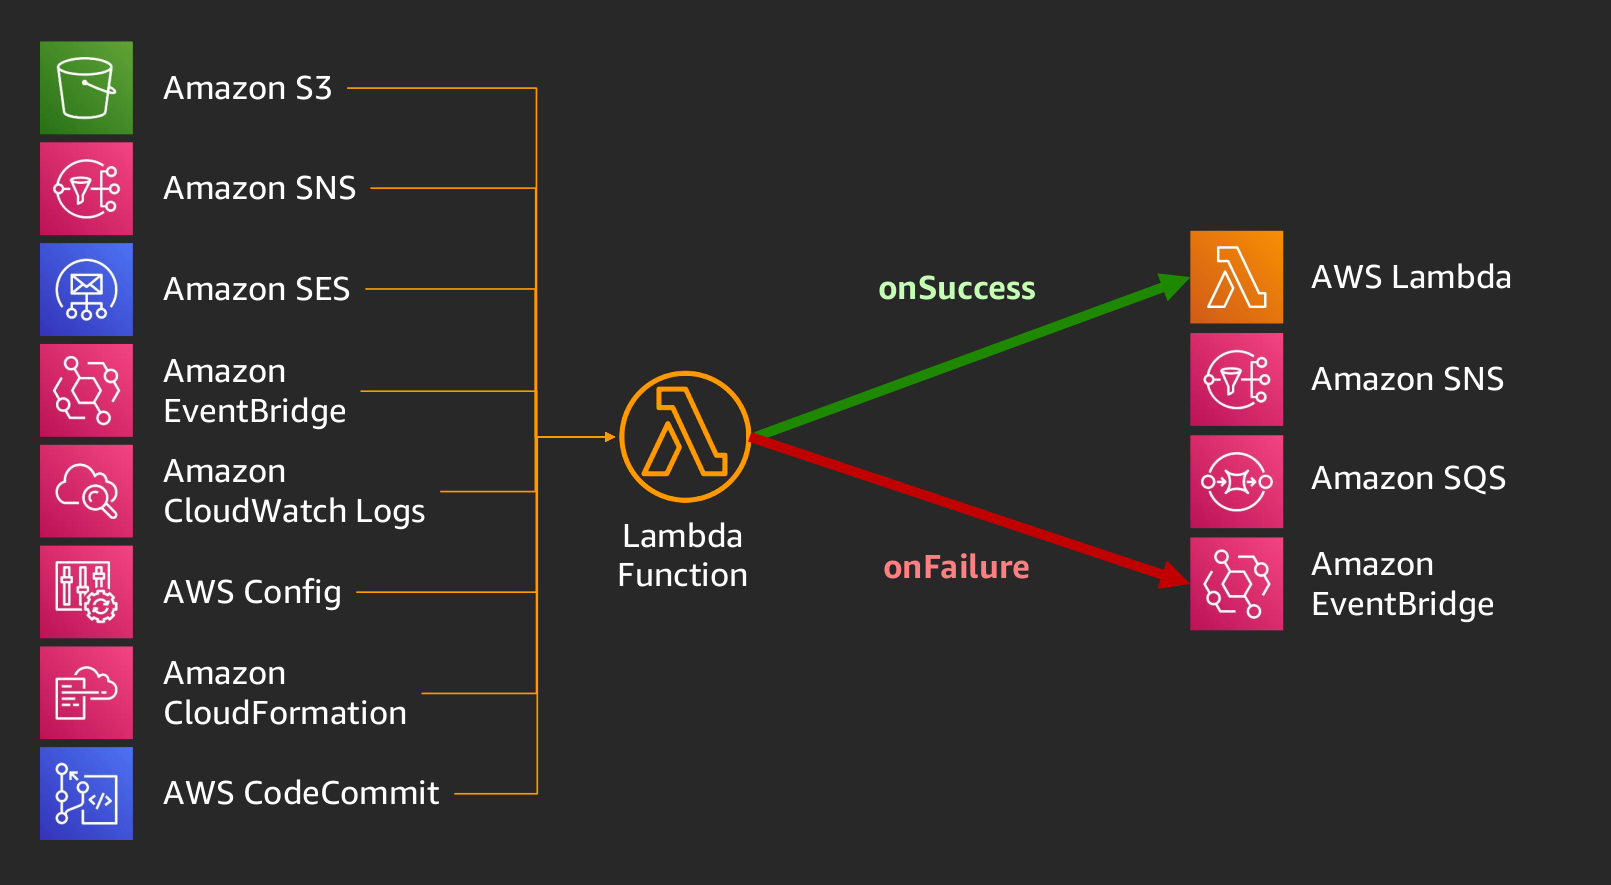 Amazon S3
Amazon SNS
Amazon SES
Amazon
EventBridge
Amazon
CloudWatch Logs
AWS Config
Amazon
CloudFormation
AWS CodeCommit
Lambda
Function
onSuccess
onFailure
AWS Lambda
Amazon SNS
Amazon SQS
Amazon
EventBridge